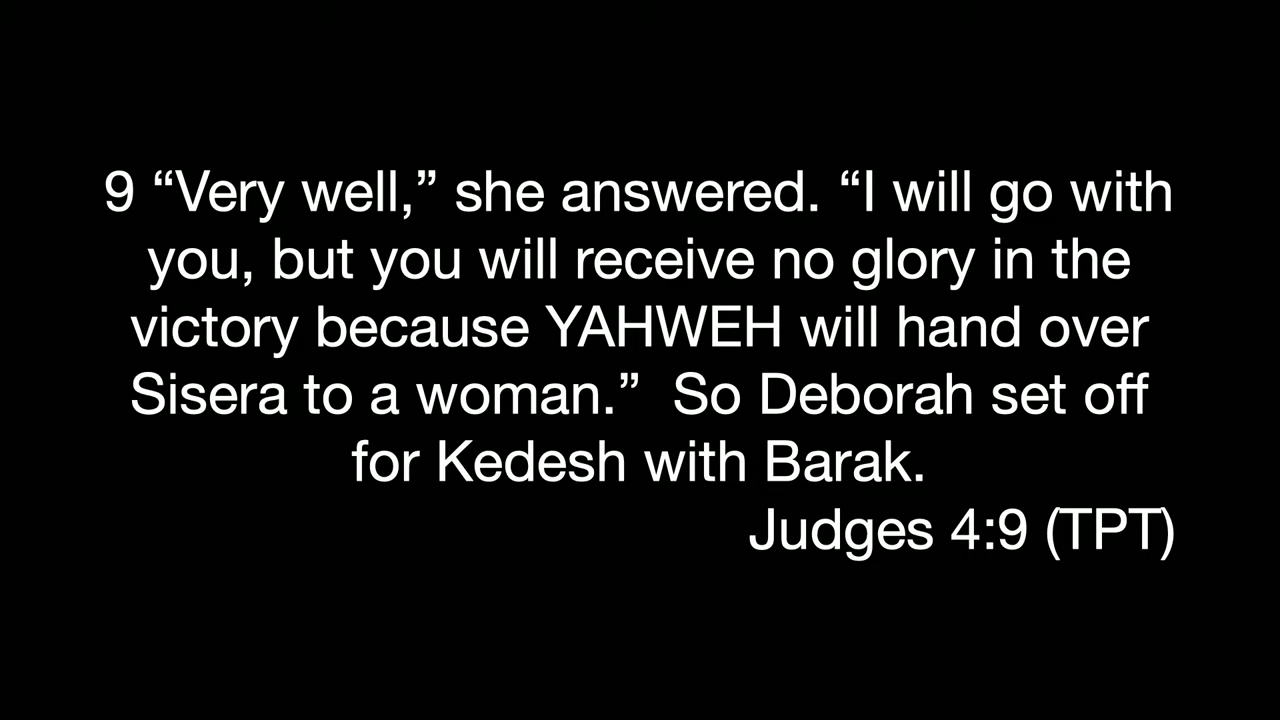 9 “Very well,” she answered. “I will go with
you, but you will receive no glory in the
victory because YAHWEH will hand over
Sisera to a woman.”  So Deborah set off
for Kedesh with Barak.
Judges 4:9 (TPT)